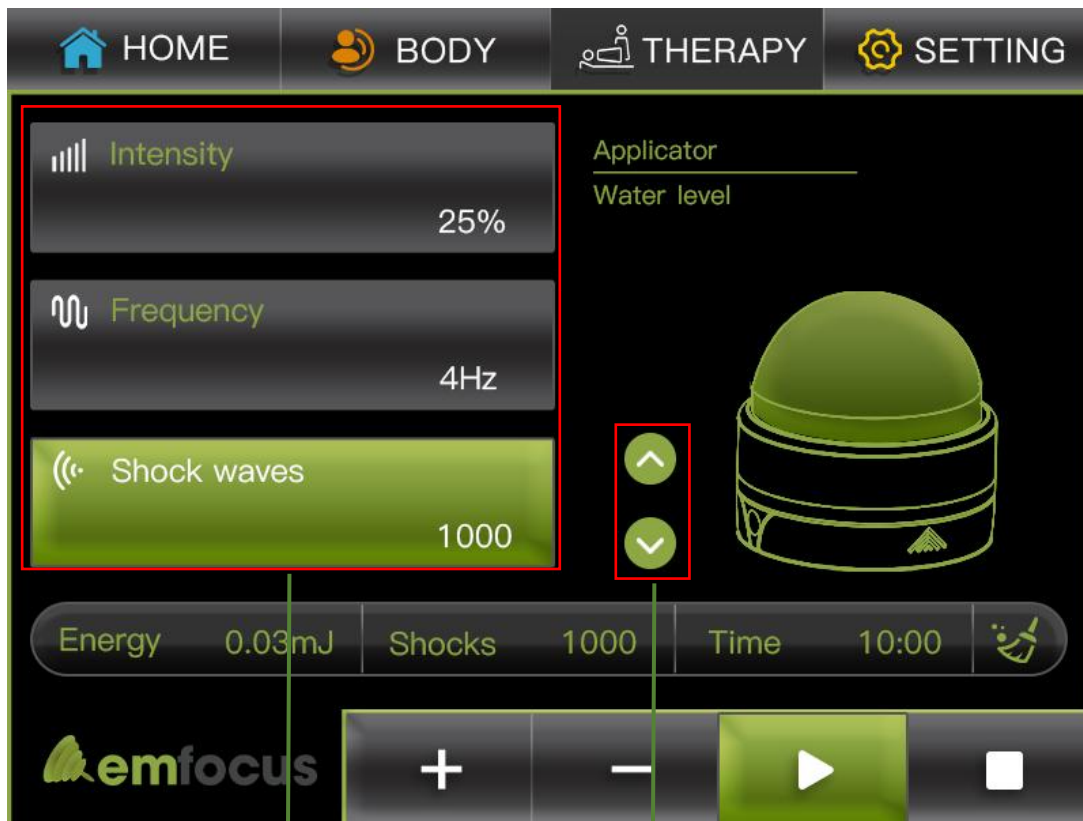 HOME BODY THERAPY SETTING
Intensity
25%
Frequency
4Hz
Shock waves
1000
Applicator
Water level
Energy 0.03mJ Shocks 1000 Time 10:00
emfocus